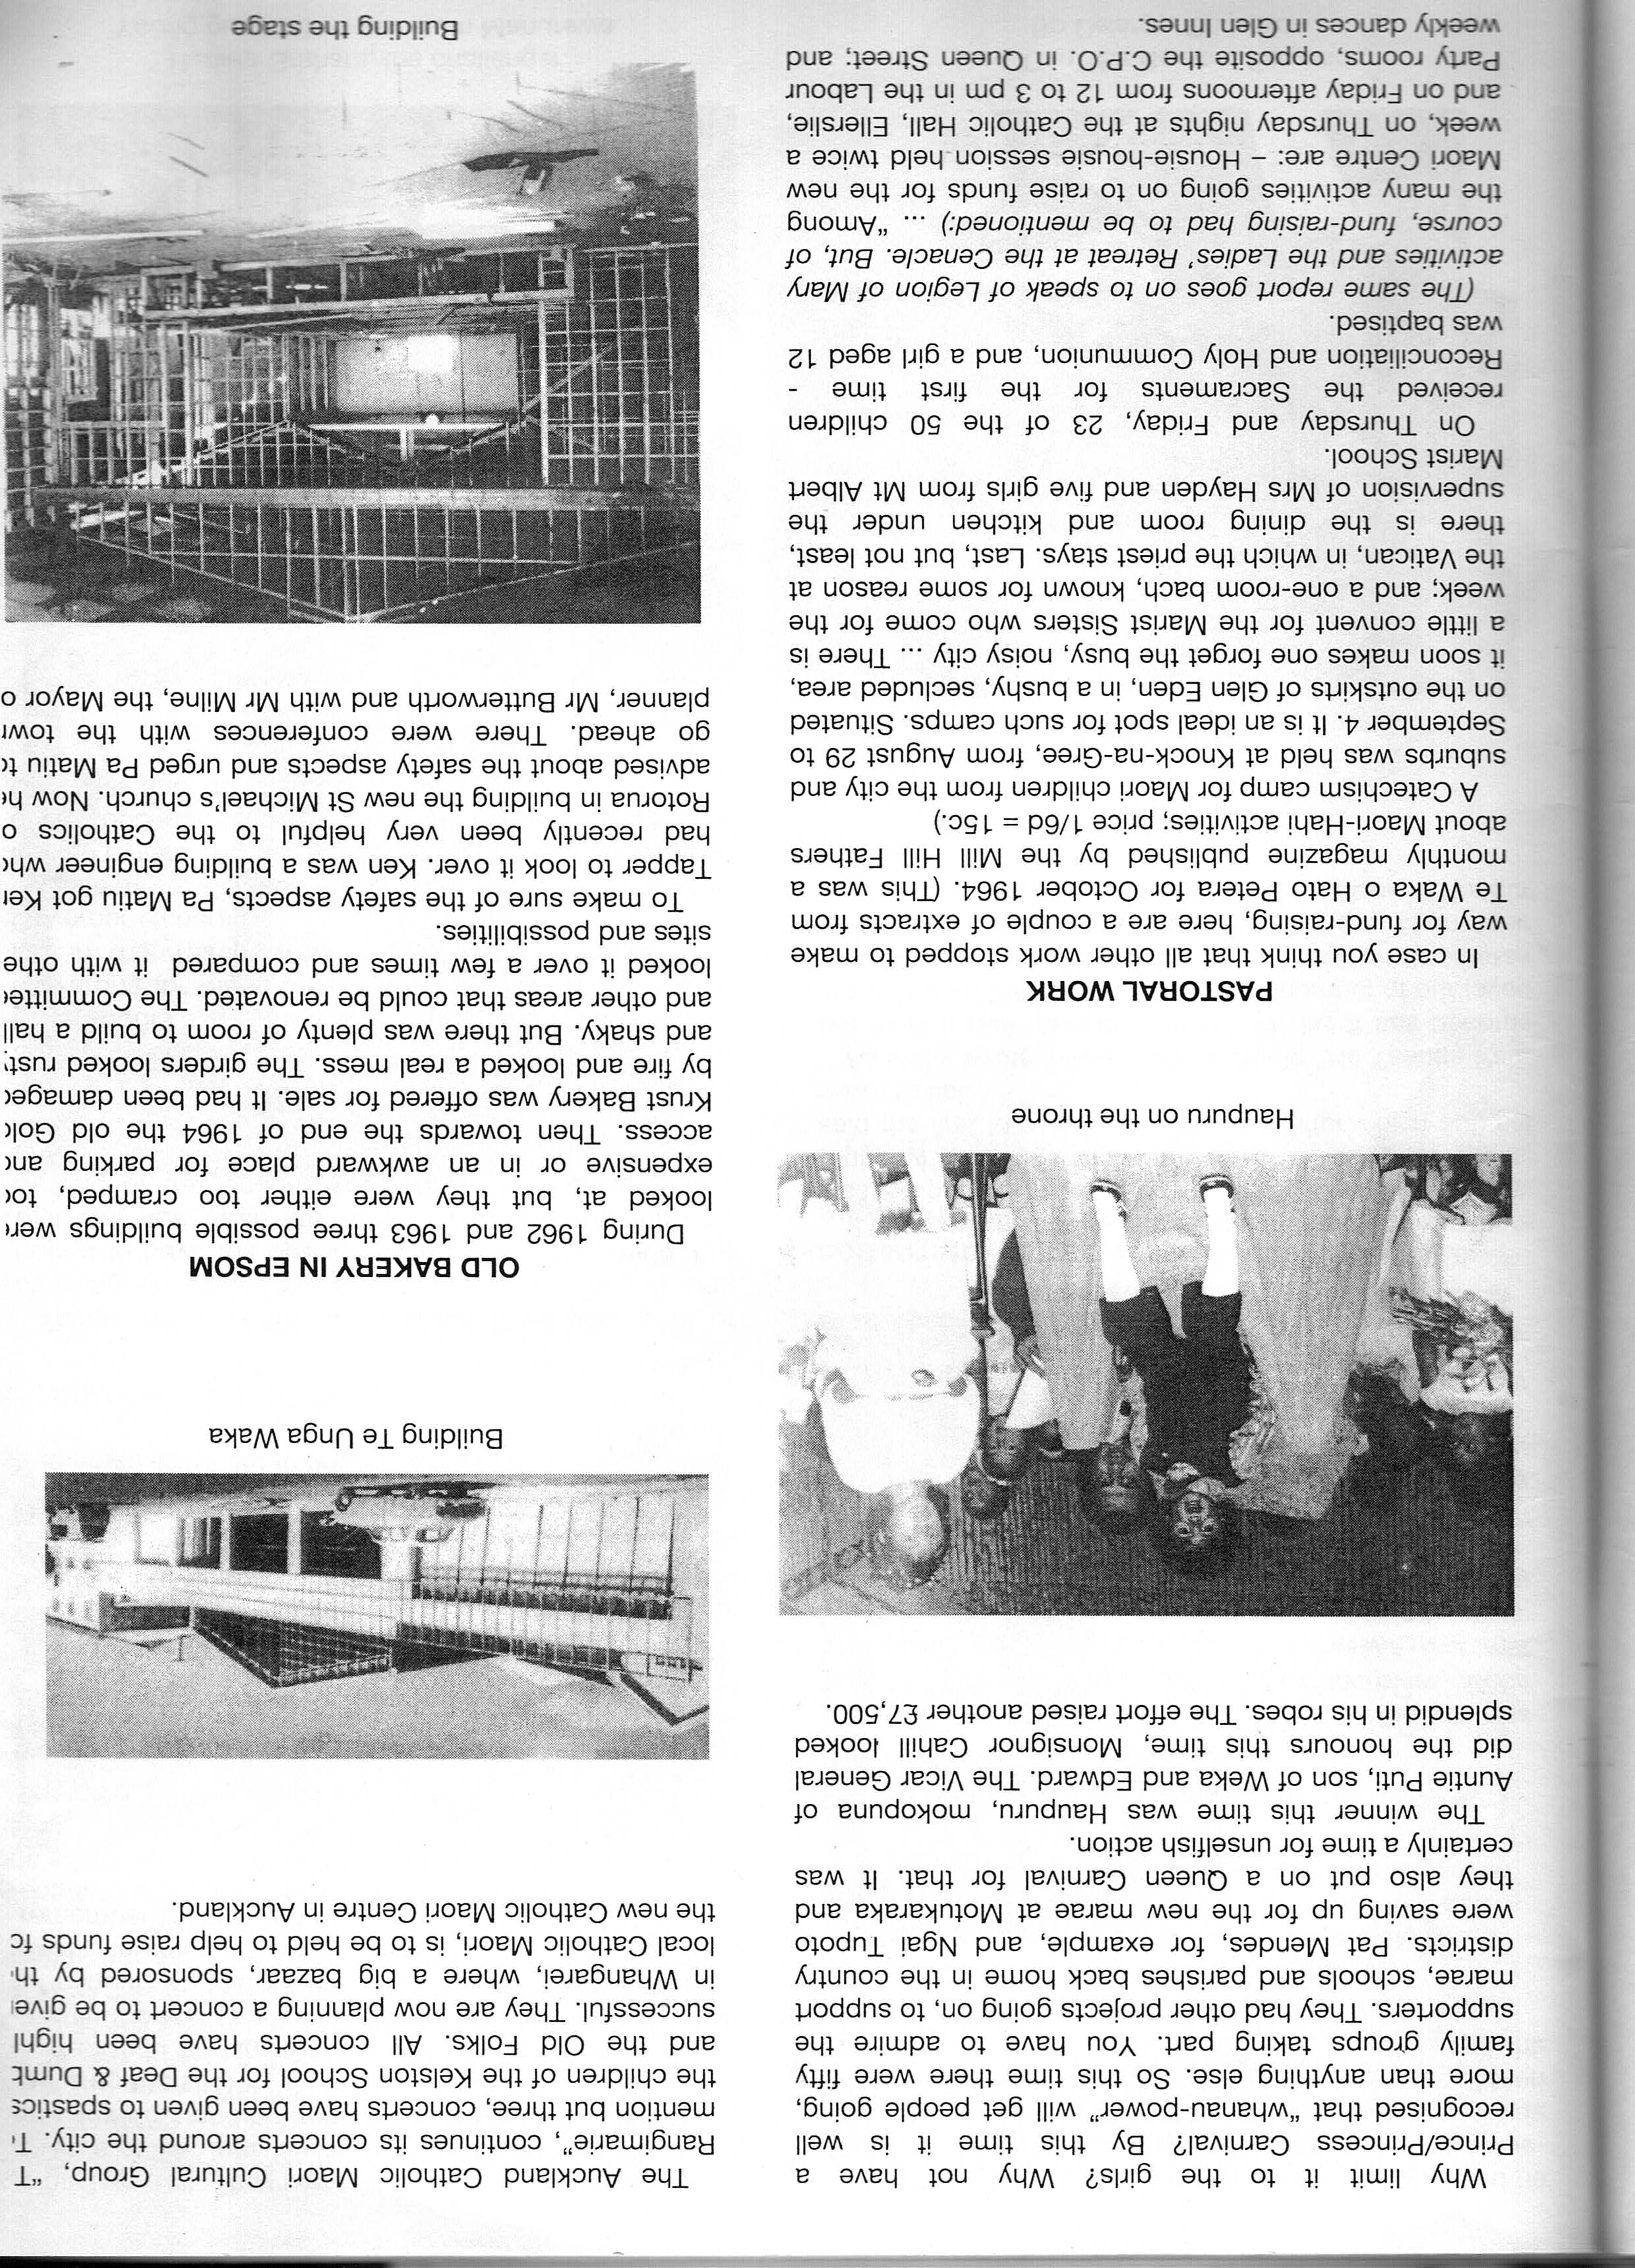 Why limit it to the girls? Why not have a
Prince/Princess Carnival? By this time it is well
recognised that “whanau-power” will get people going,
more than anything else. So this time there were fifty
family groups taking part. You have to admire the
supporters. They had other projects going on, to support
marae, schools and parishes back home in the country
districts. Pat Mendes, for example, and Ngai Tupoto
were saving up for the new marae at Motukaraka and
they also put on a Queen Carnival for that. It was
certainly a time for unselfish action.
The winner this time was Haupuru, mokopuna of
Auntie Puti, son of Weka and Edward. The Vicar General
did the honours this time, Monsignor Cahill looked
splendid in his robes. The effort raised another £7,500.
Haupuru on the throne
PASTORAL WORK
In case you think that all other work stopped to make
way for fund-raising, here are a couple of extracts from
Te Waka o Hato Petera for October 1964. (This was a
monthly magazine published by the Mill Hill Fathers
about Maori-Hahi activities; price 1/6d = 15c.)
A Catechism camp for Maori children from the city and
suburbs was held at Knock-na-Gree, from August 29 to
September 4. It is an ideal spot for such camps. Situated
on the outskirts of Glen Eden, in a bushy, secluded area,
it soon makes one forget the busy, noisy city ... There is
a little convent for the Marist Sisters who come for the
week; and a one-room bach, known for some reason at
the Vatican, in which the priest stays. Last, but not least,
there is the dining room and kitchen under the
supervision of Mrs Hayden and five girls from Mt Albert
Marist School.
On Thursday and Friday, 23 of the 50 children
received the Sacraments for the first time -
Reconciliation and Holy Communion, and a girl aged 12
was baptised.
(The same report goes on to speak of Legion of Mary
activities and the Ladies’ Retreat at the Cenacle. But, of
course, fund-raising had to be mentioned:) ... “Among
the many activities going on to raise funds for the new
Maori Centre are: – Housie-housie session held twice a
week, on Thursday nights at the Catholic Hall, Ellerslie,
and on Friday afternoons from 12 to 3 pm in the Labour
Party rooms, opposite the C.P.O. in Queen Street; and
weekly dances in Glen Innes.
The Auckland Catholic Maori Cultural Group, “T
Rangimarie”, continues its concerts around the city.
mention but three, concerts have been given to spastics
the children of the Kelston School for the Deaf &
and the Old Folks. All concerts have been highl
successful. They are now planning a concert to be give
in Whangarei, where a big bazaar, sponsored by th
local Catholic Maori, is to be held to help raise funds
the new Catholic Maori Centre in Auckland.
Building Te Unga Waka
OLD BAKERY IN EPSOM
During 1962 and 1963 three possible buildings wer
looked at, but they were either too cramped, to
expensive or in an awkward place for parking an
access. Then towards the end of 1964 the old Gol
Krust Bakery was offered for sale. It had been damage
by fire and looked a real mess. The girders looked rust
and shaky. But there was plenty of room to build a hall
and other areas that could be renovated. The Committe
looked it over a few times and compared it with othe
sites and possibilities.
To make sure of the safety aspects, Pa Matiu got Ke
Tapper to look it over. Ken was a building engineer wh
had recently been very helpful to the Catholics o
Rotorua in building the new St Michael’s church. Now h
advised about the safety aspects and urged Pa Matiu t
go ahead. There were conferences with the tow
planner, Mr Butterworth and with Mr Milne, the Mayor o
Building the stage